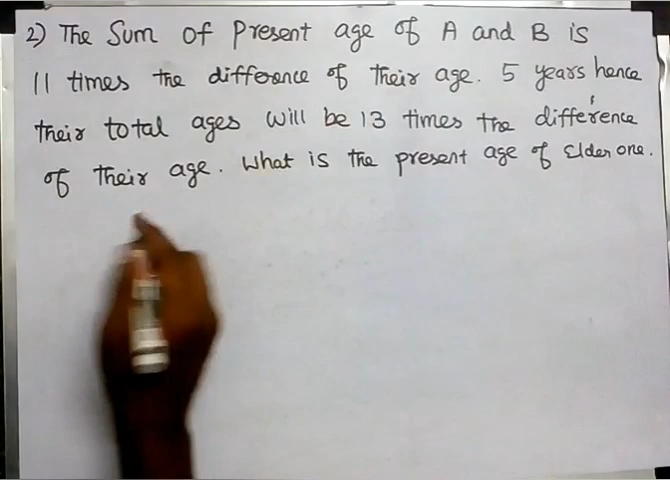 2) The Sum of Present age of A and B is
11 times the difference of their age. 5 years hence
their total ages will be 13 times the difference
of their age. What is the present age of Elder one.